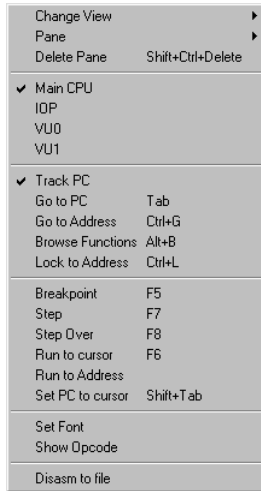 Change View
Pane
Delete Pane Shift+Ctrl+Delete
Main CPU
IOP
VU0
VU1
Track PC
Go to PC Tab
Go to Address Ctrl+G
Browse Functions Alt+B
Lock to Address Ctrl+L
Breakpoint F5
Step F7
Step Over F8
Run to cursor F6
Run to Address
Set PC to cursor Shift+Tab
Set Font
Show Opcode
Disasm to file